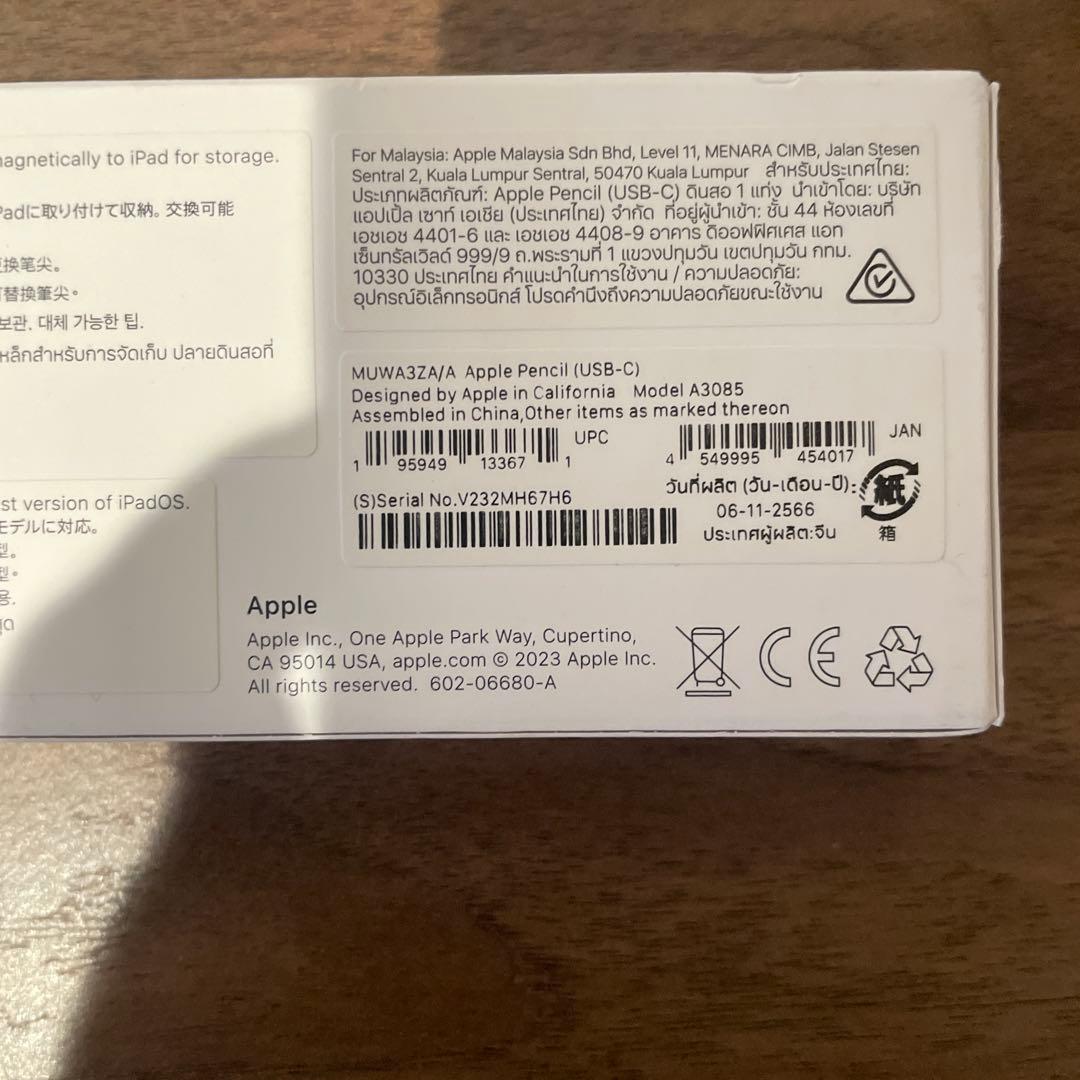 magnetically to iPad for storage.
Padに取り付けて収納。交換可能
换笔尖。
替換筆尖。
보관. 대체 가능한 팁.
หล็กสำหรับการจัดเก็บ ปลายดินสอที่
st version of iPadOS.
モデルに対応。
型。
型。
용.
For Malaysia: Apple Malaysia Sdn Bhd, Level 11, MENARA CIMB, Jalan Stesen
Sentral 2, Kuala Lumpur Sentral, 50470 Kuala Lumpur สำหรับประเทศไทย:
ประเภทผลิตภัณฑ์: Apple Pencil (USB-C) ดินสอ 1 แท่ง นำเข้าโดย: บริษัท
แอปเปิ้ล เซาท์ เอเชีย (ประเทศไทย) จำกัด ที่อยู่ผู้นำเข้า: ชั้น 44 ห้องเลขที่
เอชเอช 4401-6 และ เอชเอช 4408-9 อาคาร ดิออฟฟิศเศส แอท
เซ็นทรัลเวิลด์ 999/9 ถ.พระรามที่ 1 แขวงปทุมวัน เขตปทุมวัน กทม.
10330 ประเทศไทย คำแนะนำในการใช้งาน / ความปลอดภัย:
อุปกรณ์อิเล็กทรอนิกส์ โปรดคำนึงถึงความปลอดภัยขณะใช้งาน
MUWA3ZA/A Apple Pencil (USB-C)
Designed by Apple in California Model A3085
Assembled in China,Other items as marked thereon
UPC
1 95949 13367 1
JAN
4 549995 454017
(S)Serial No.V232MH67H6
วันที่ผลิต (วัน-เดือน-ปี):
06-11-2566
ประเทศผู้ผลิต:จีน
紙
箱
Apple
Apple Inc., One Apple Park Way, Cupertino,
CA 95014 USA, apple.com © 2023 Apple Inc.
All rights reserved. 602-06680-A
CE